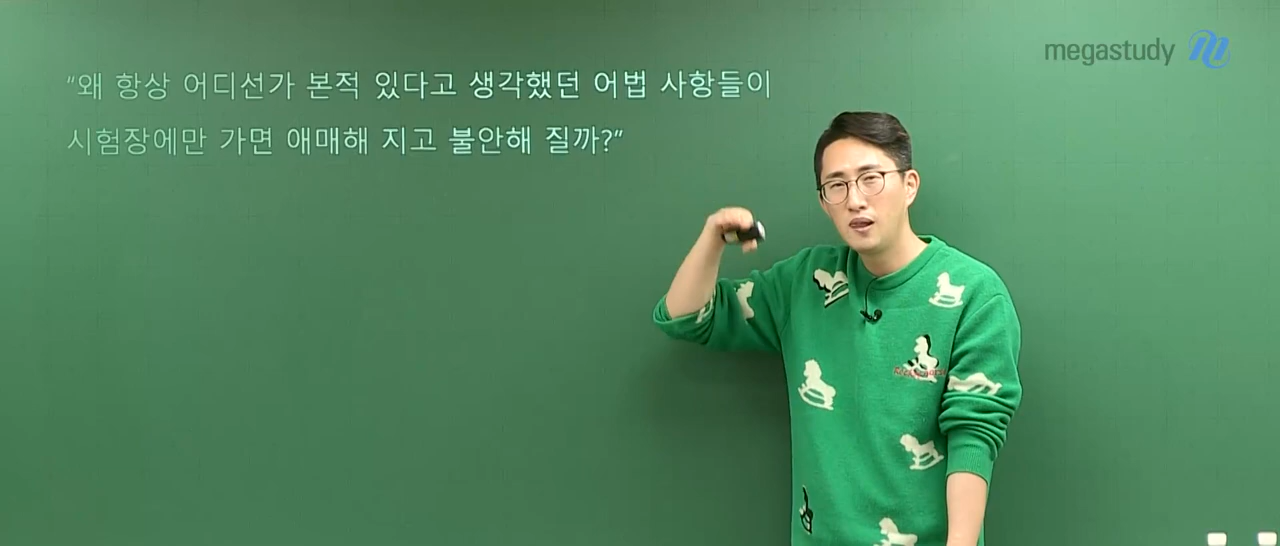 megastudy
“왜 항상 어디선가 본적 있다고 생각했던 어법 사항들이
시험장에만 가면 애매해 지고 불안해 질까?”